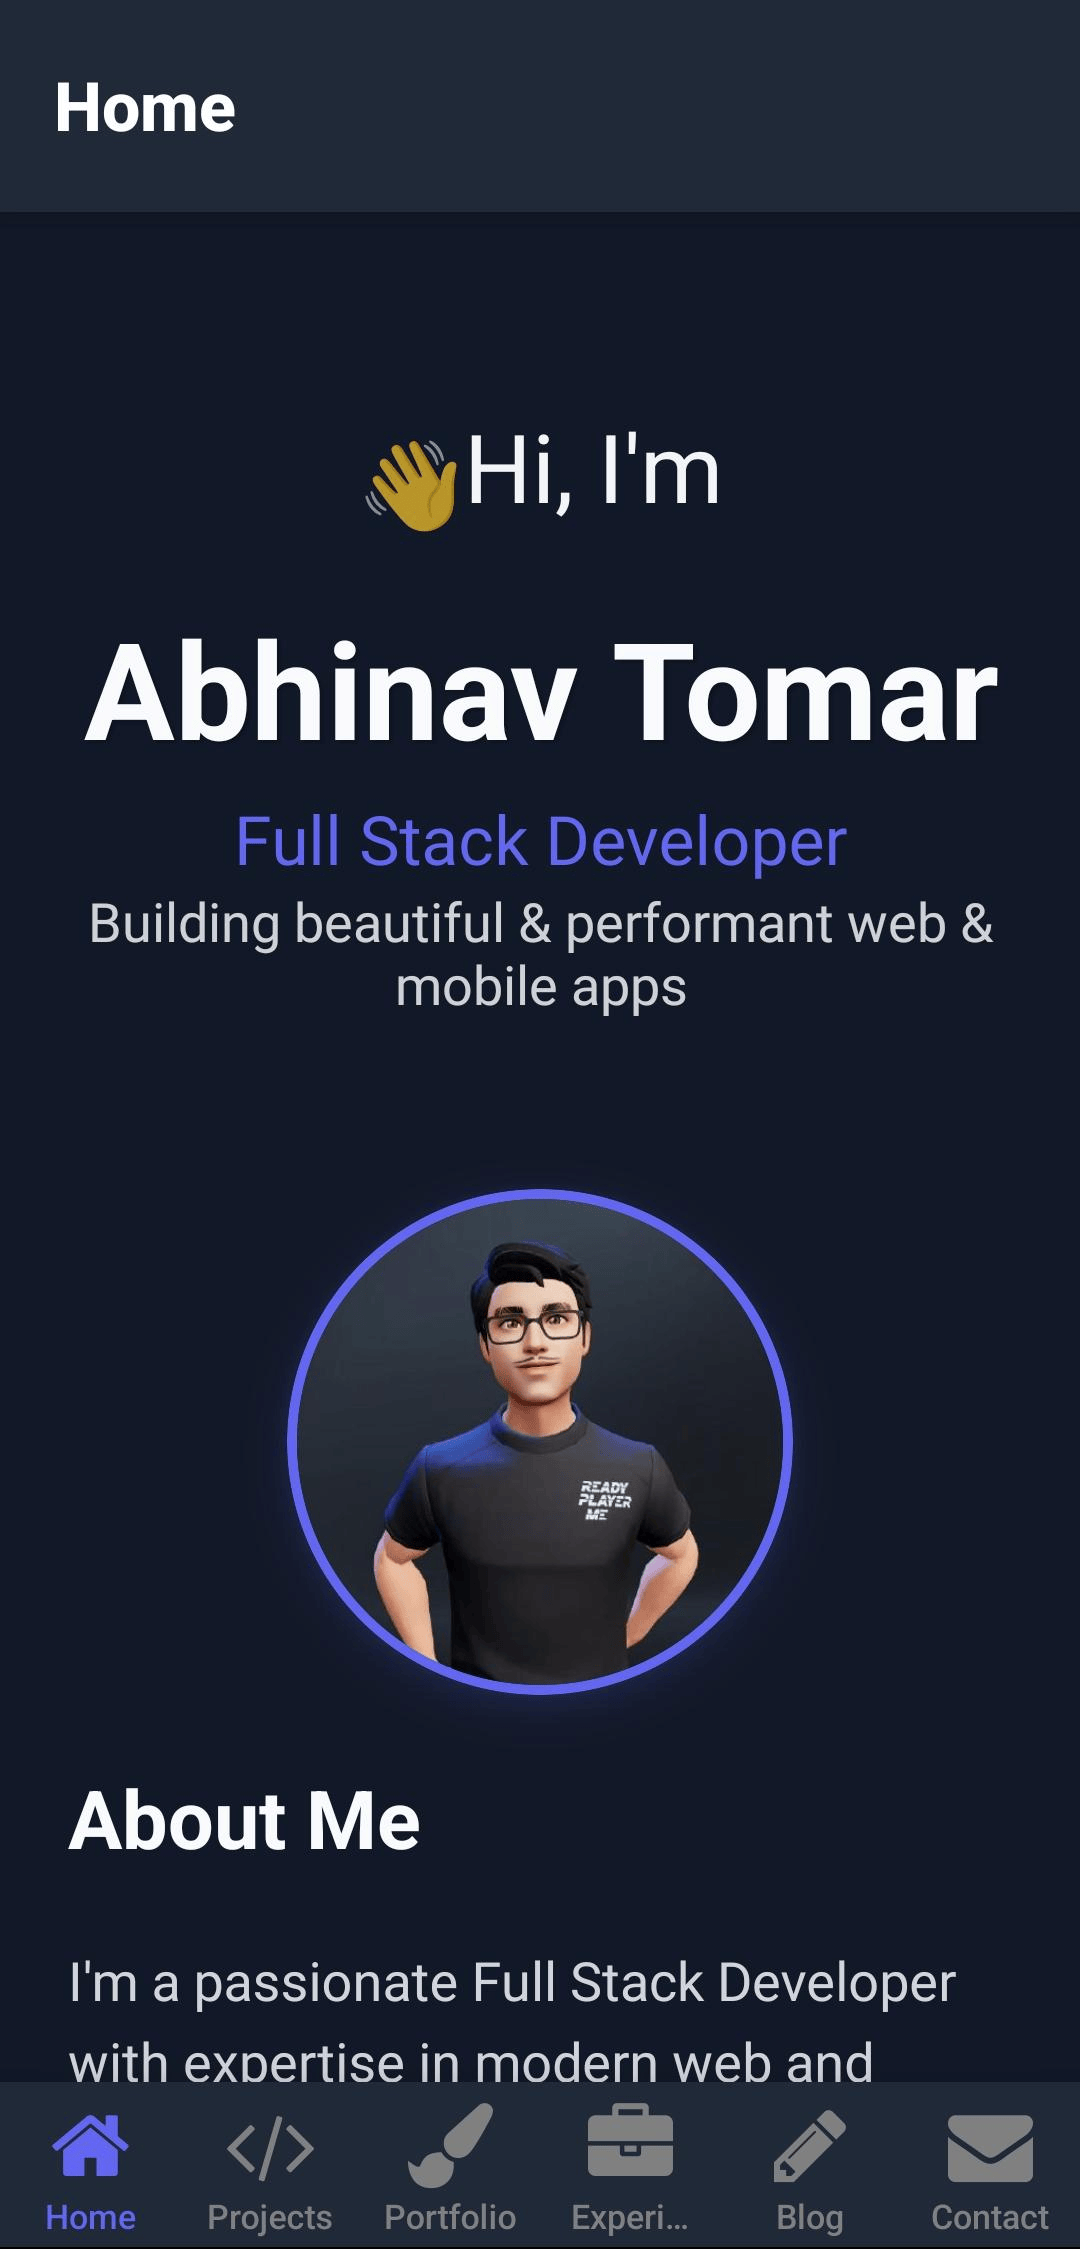 Home
👋Hi, I'm
Abhinav Tomar
Full Stack Developer
Building beautiful & performant web &
mobile apps
READY
PLAYER
ME
About Me
I'm a passionate Full Stack Developer
with expertise in modern web and
Home
Projects
Portfolio
Experi...
Blog
Contact